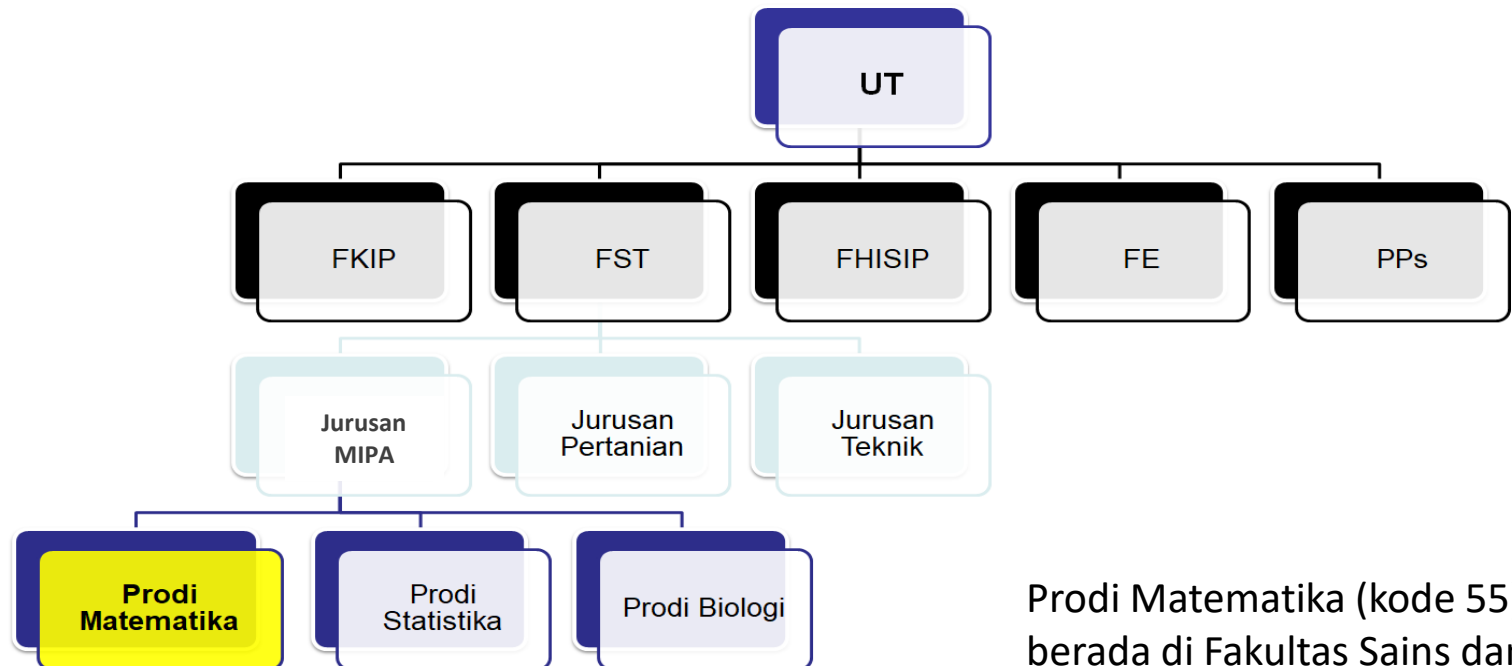 UT
FKIP
FST
FHISIP
FE
PPs
Jurusan
MIPA
Jurusan
Pertanian
Jurusan
Teknik
Prodi
Matematika
Prodi
Statistika
Prodi Biologi
Prodi Matematika (kode 55
berada di Fakultas Sains da